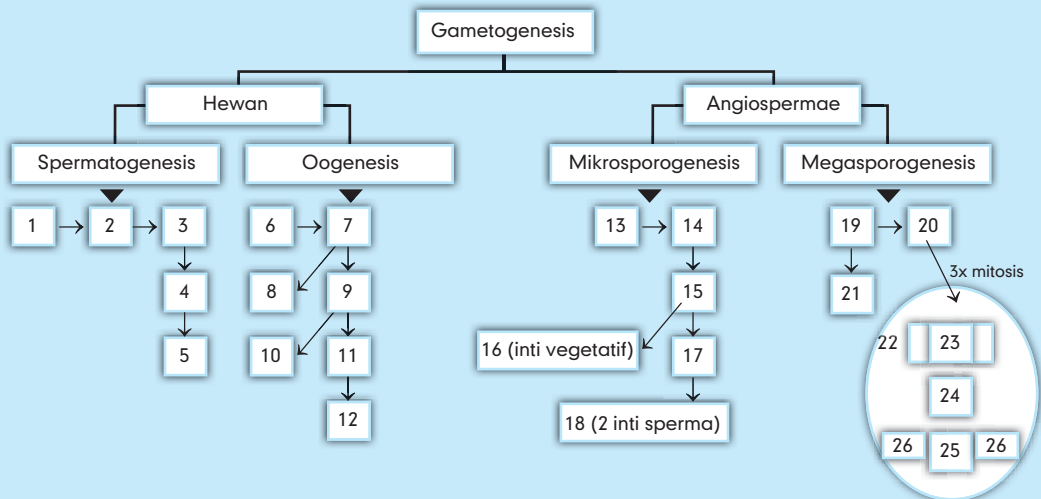 Gametogenesis
Hewan
Angiospermae
Spermatogenesis
Oogenesis
Mikrosporogenesis
Megasporogenesis
1
2
3
6
7
13
14
19
20
3x mitosis
4
8
9
15
21
5
10
11
16 (inti vegetatif)
17
22
23
12
18 (2 inti sperma)
24
26
25
26